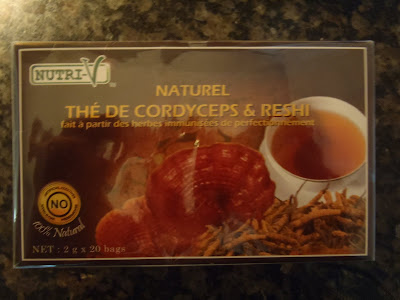 NUTRI-V
NATUREL
THÉ DE CORDYCEPS & RESHI
fait à partir des herbes immunisées de perfectionnement
NO
100% Natural
NET : 2 g x 20 bags